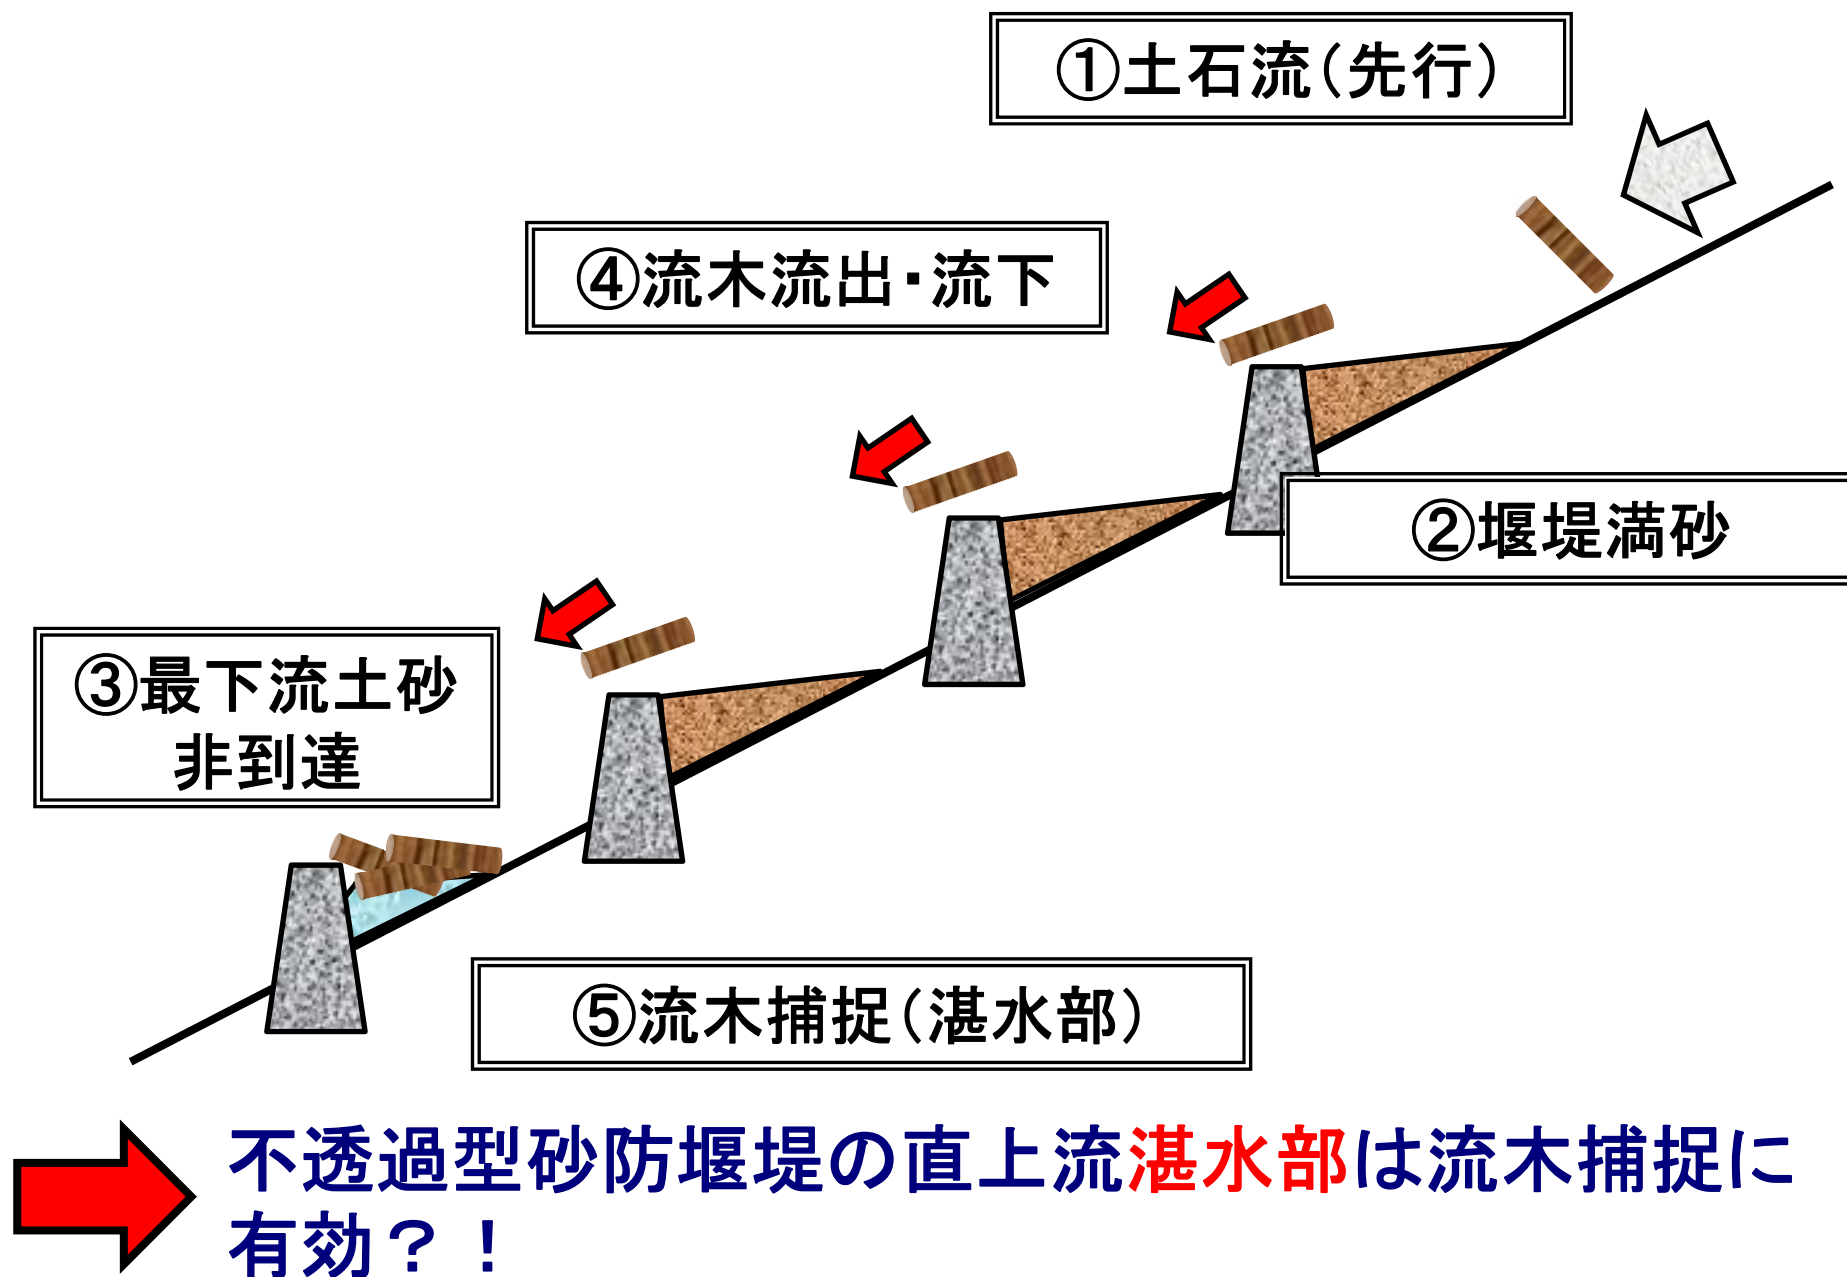 ①土石流(先行)
④流木流出・流下
②堰堤満砂
③最下流土砂
非到達
⑤流木捕捉(湛水部)
不透過型砂防堰堤の直上流湛水部は流木捕捉に
有効？！